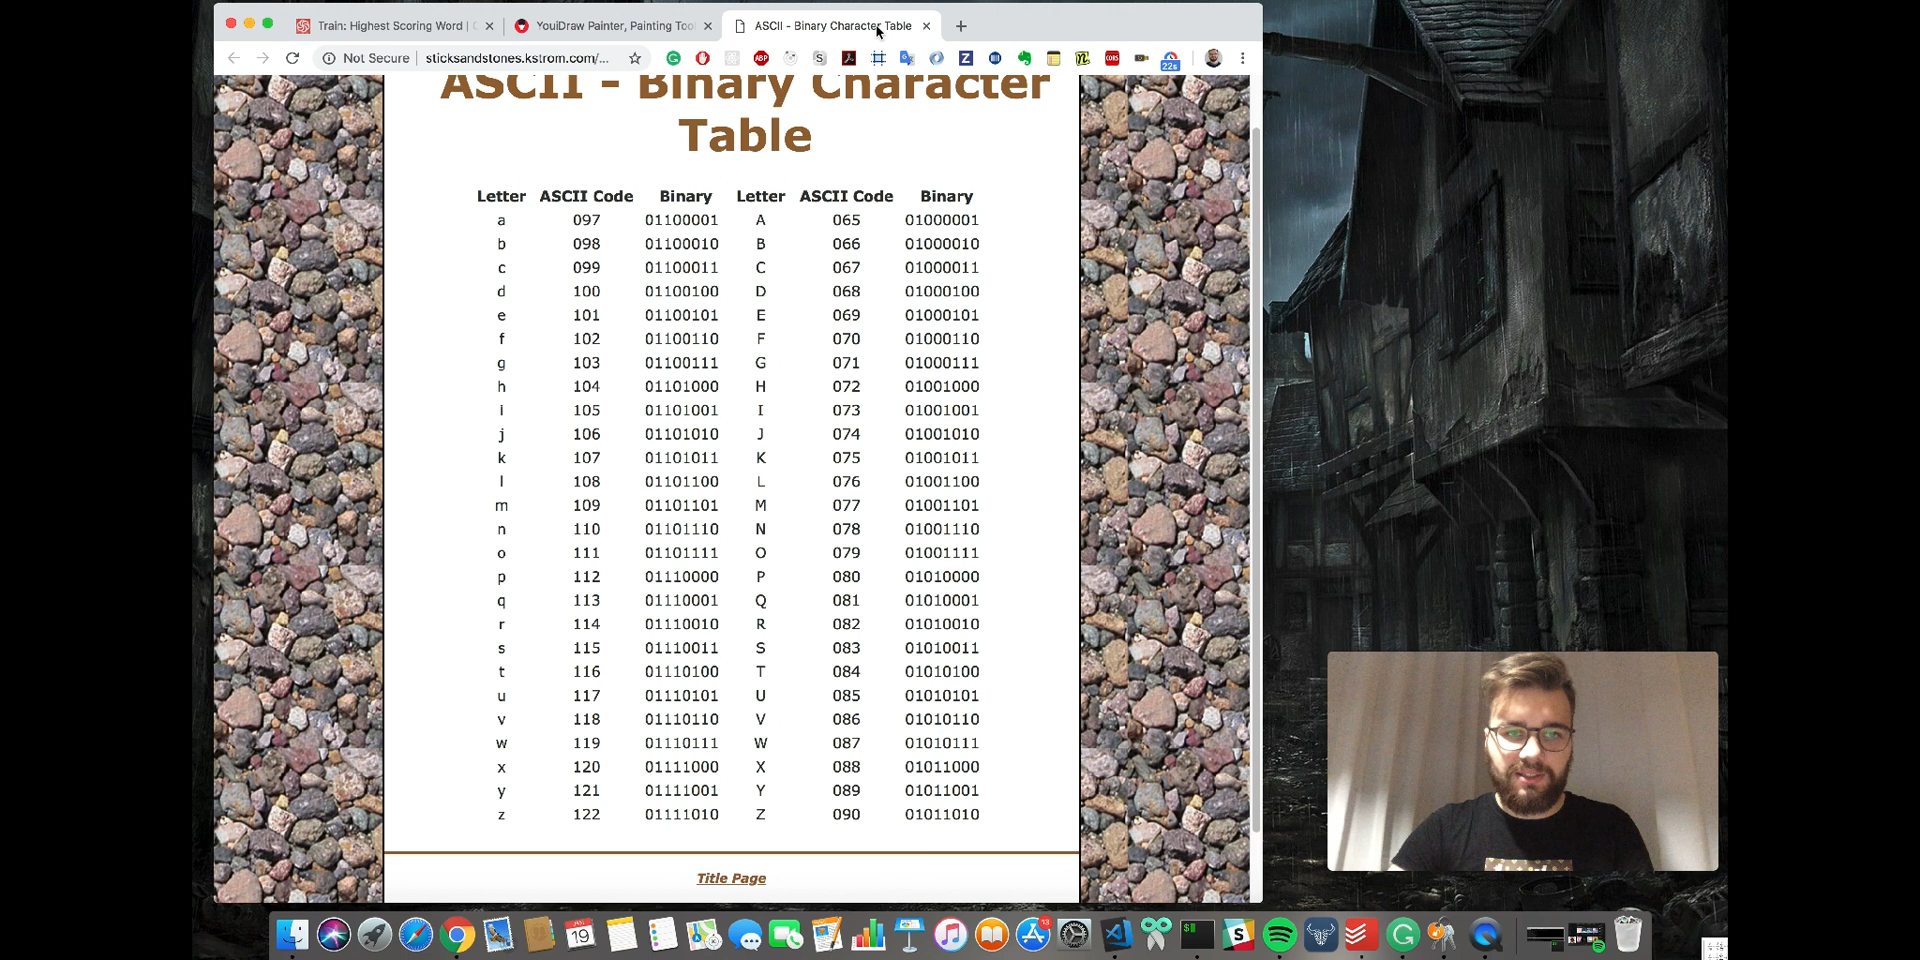 Train: Highest Scoring Word |
YouiDraw Painter, Painting Too
ASCII - Binary Character Table
Not Secure | sticksandstones.kstrom.com/...
ABP
S
Z
CORS
22s
ASCII - Binary Character
Table
Letter ASCII Code Binary Letter ASCII Code Binary
a 097 01100001 A 065 01000001
b 098 01100010 B 066 01000010
c 099 01100011 C 067 01000011
d 100 01100100 D 068 01000100
e 101 01100101 E 069 01000101
f 102 01100110 F 070 01000110
g 103 01100111 G 071 01000111
h 104 01101000 H 072 01001000
i 105 01101001 I 073 01001001
j 106 01101010 J 074 01001010
k 107 01101011 K 075 01001011
l 108 01101100 L 076 01001100
m 109 01101101 M 077 01001101
n 110 01101110 N 078 01001110
o 111 01101111 O 079 01001111
p 112 01110000 P 080 01010000
q 113 01110001 Q 081 01010001
r 114 01110010 R 082 01010010
s 115 01110011 S 083 01010011
t 116 01110100 T 084 01010100
u 117 01110101 U 085 01010101
v 118 01110110 V 086 01010110
w 119 01110111 W 087 01010111
x 120 01111000 X 088 01011000
y 121 01111001 Y 089 01011001
z 122 01111010 Z 090 01011010
Title Page
19
13
$
S